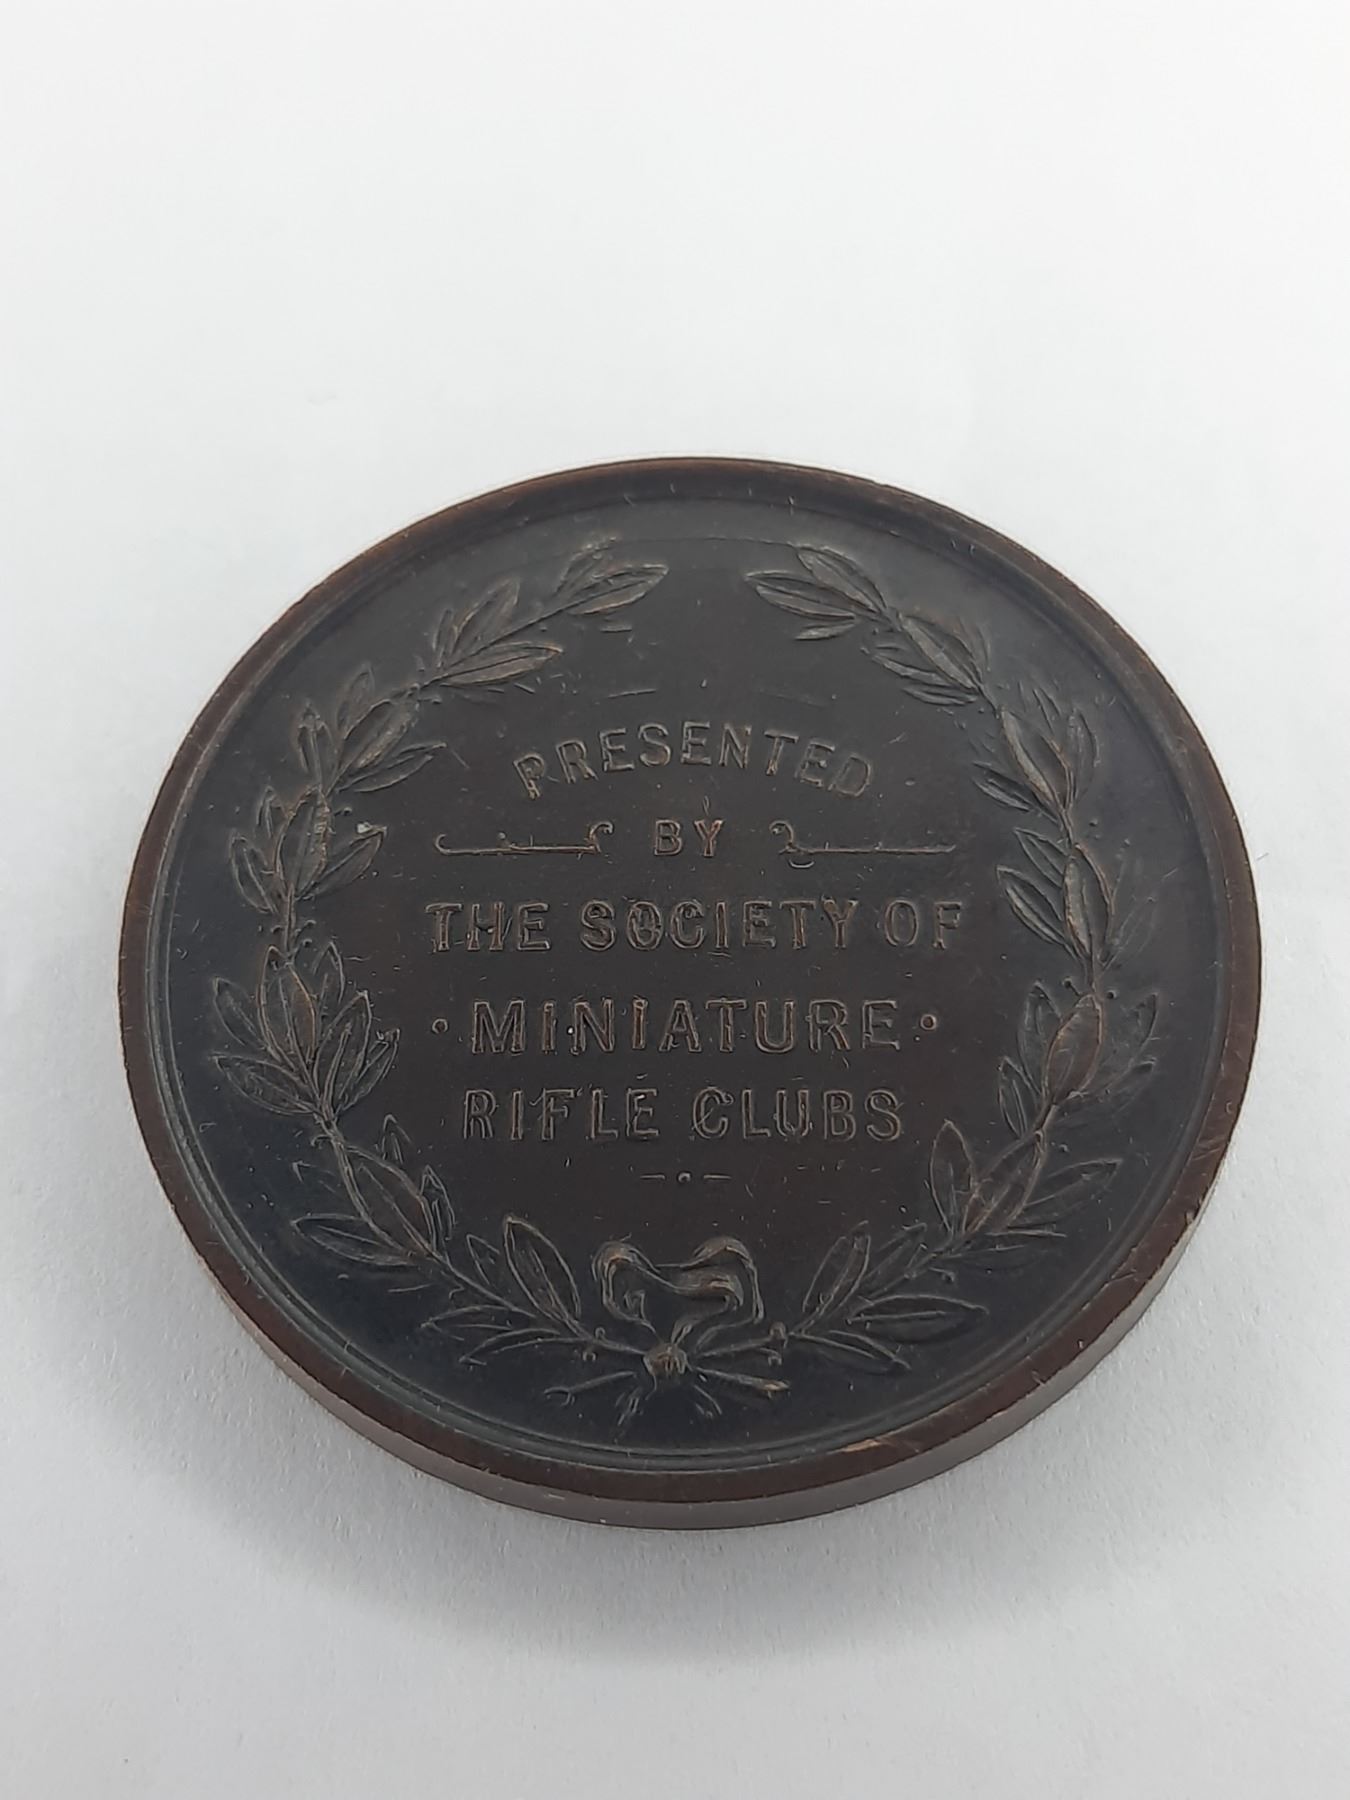 PRESENTED
BY
THE SOCIETY OF
· MINIATURE ·
RIFLE CLUBS